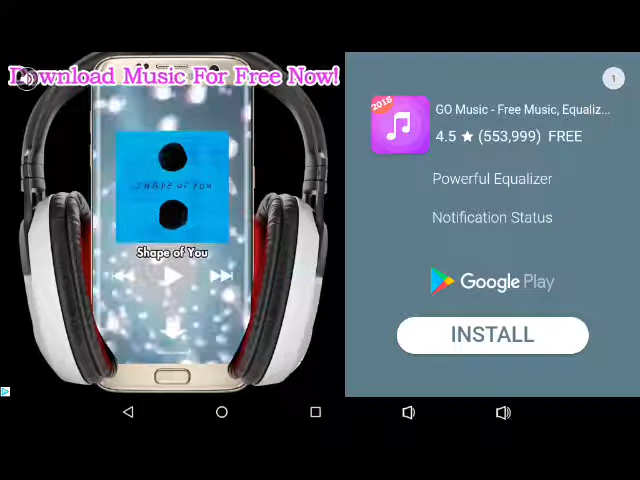 Download Music For Free Now!
SHAPE OF YOU
Shape of You
1
2018
GO Music - Free Music, Equaliz...
4.5 ★ (553,999) FREE
Powerful Equalizer
Notification Status
Google Play
INSTALL